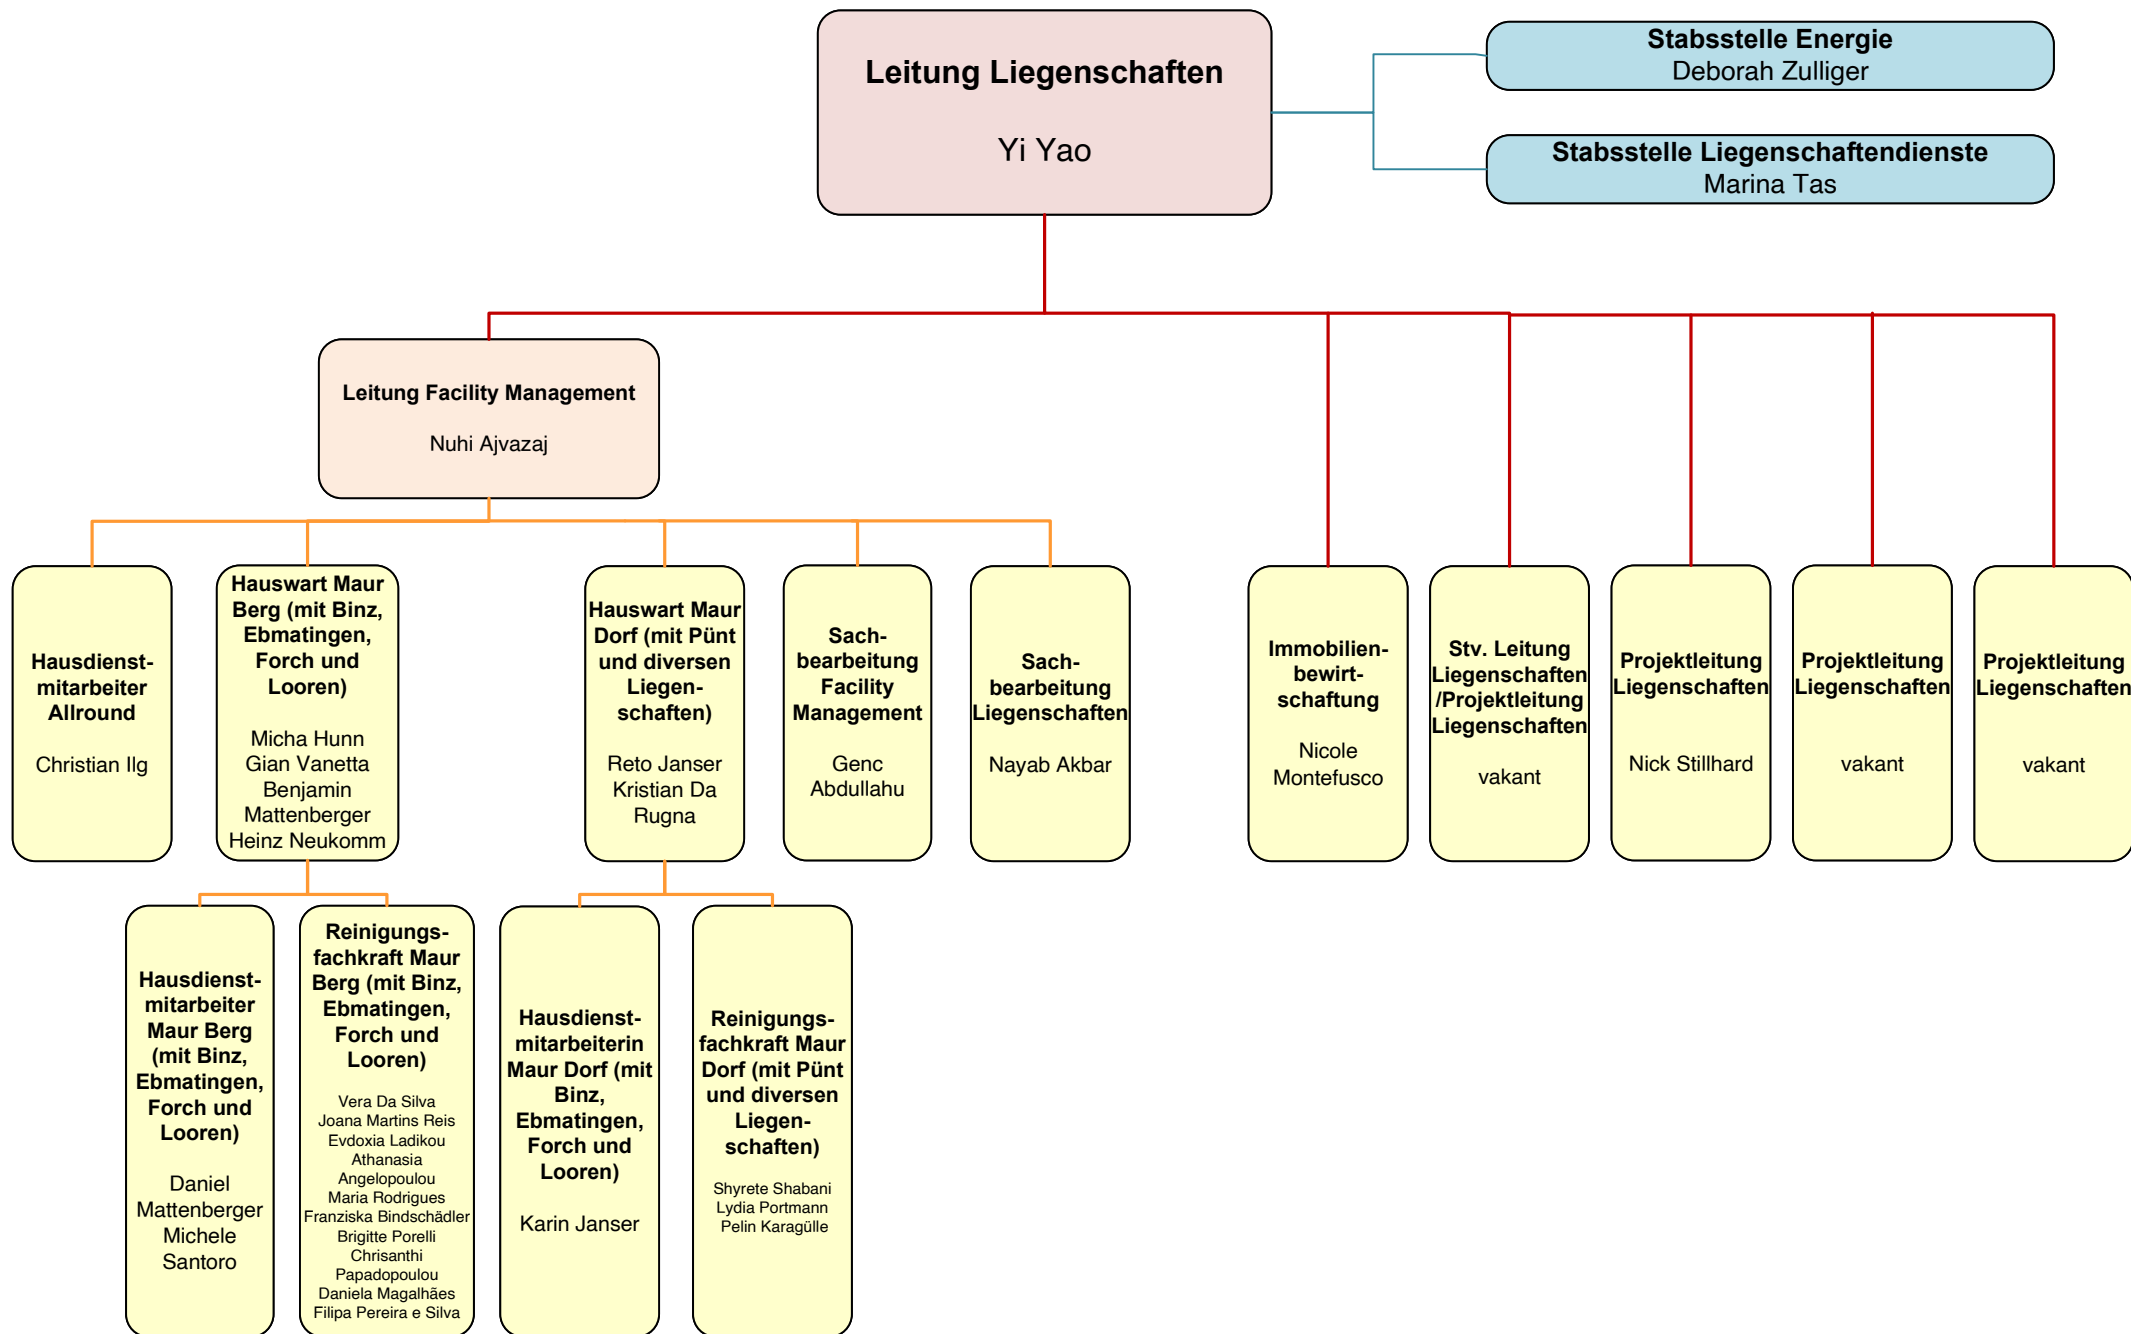 Leitung Liegenschaften
Yi Yao
Stabsstelle Energie
Deborah Zulliger
Stabsstelle Liegenschaftendienste
Marina Tas
Leitung Facility Management
Nuhi Ajvazaj
Hausdienst-
mitarbeiter
Allround
Christian Ilg
Hauswart Maur
Berg (mit Binz,
Ebmatingen,
Forch und
Looren)
Micha Hunn
Gian Vanetta
Benjamin
Mattenberger
Heinz Neukomm
Hauswart Maur
Dorf (mit Pünt
und diversen
Liegen-
schaften)
Reto Janser
Kristian Da
Rugna
Sach-
bearbeitung
Facility
Management
Genc
Abdullahu
Sach-
bearbeitung
Liegenschaften
Nayab Akbar
Immobilien-
bewirt-
schaftung
Nicole
Montefusco
Stv. Leitung
Liegenschaften
/Projektleitung
Liegenschaften
vakant
Projektleitung
Liegenschaften
Nick Stillhard
Projektleitung
Liegenschaften
vakant
Projektleitung
Liegenschaften
vakant
Hausdienst-
mitarbeiter
Maur Berg
(mit Binz,
Ebmatingen,
Forch und
Looren)
Daniel
Mattenberger
Michele
Santoro
Reinigungs-
fachkraft Maur
Berg (mit Binz,
Ebmatingen,
Forch und
Looren)
Vera Da Silva
Joana Martins Reis
Evdoxia Ladikou
Athanasia
Angelopoulou
Maria Rodrigues
Franziska Bindschädler
Brigitte Porelli
Chrisanthi
Papadopoulou
Daniela Magalhães
Filipa Pereira e Silva
Hausdienst-
mitarbeiterin
Maur Dorf (mit
Binz,
Ebmatingen,
Forch und
Looren)
Karin Janser
Reinigungs-
fachkraft Maur
Dorf (mit Pünt
und diversen
Liegen-
schaften)
Shyrete Shabani
Lydia Portmann
Pelin Karagülle